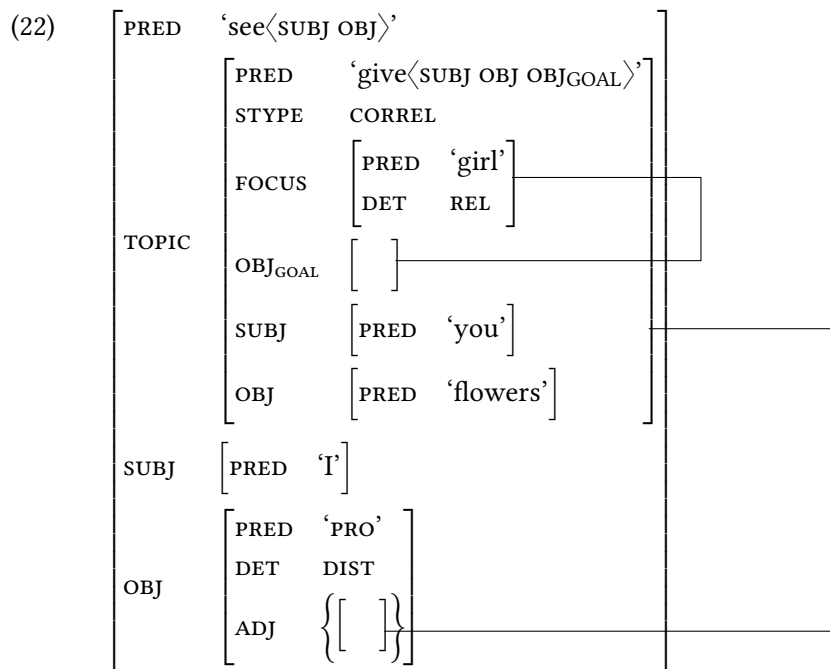 (22)
PRED ‘see⟨SUBJ OBJ⟩’
PRED ‘give⟨SUBJ OBJ OBJGOAL⟩’
STYPE CORREL
PRED ‘girl’
FOCUS
DET REL
TOPIC
OBJGOAL [ ]
SUBJ [PRED ‘you’]
OBJ [PRED ‘flowers’]
SUBJ [PRED ‘I’]
PRED ‘PRO’
DET DIST
OBJ
ADJ {[ ]}